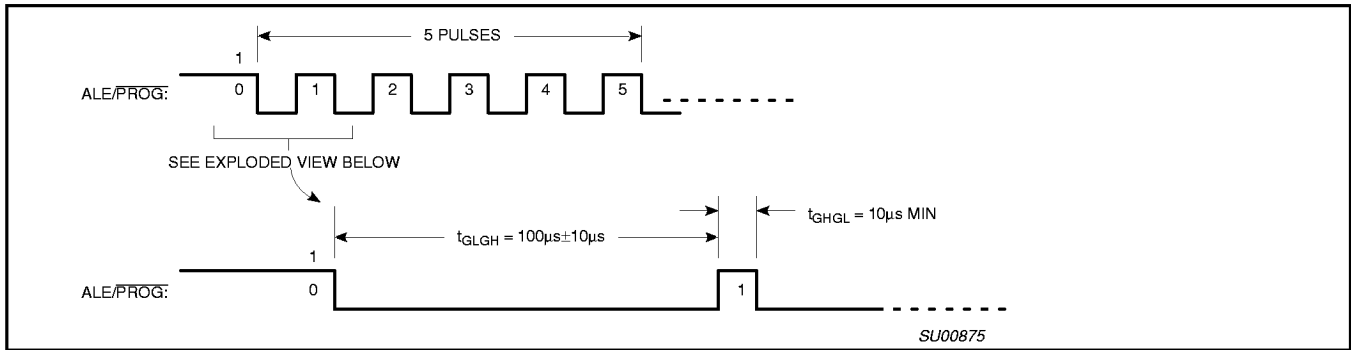 5 PULSES
1
ALE/PROG:
0 1 2 3 4 5
SEE EXPLODED VIEW BELOW
tGHGL = 10µs MIN
tGLGH = 100µs±10µs
1
ALE/PROG:
0 1
SU00875